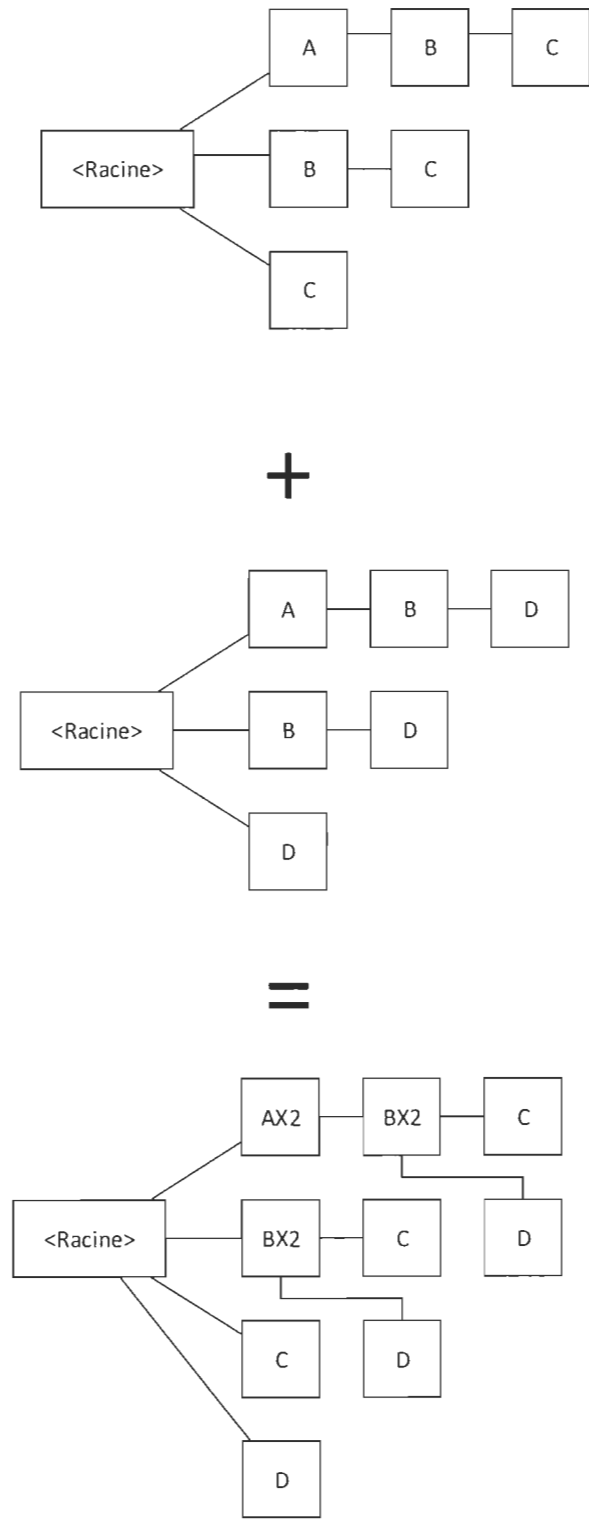 A B C
<Racine> B C
C
+
A B D
<Racine> B D
D
=
AX2 BX2 C
<Racine> BX2 C D
C D
D